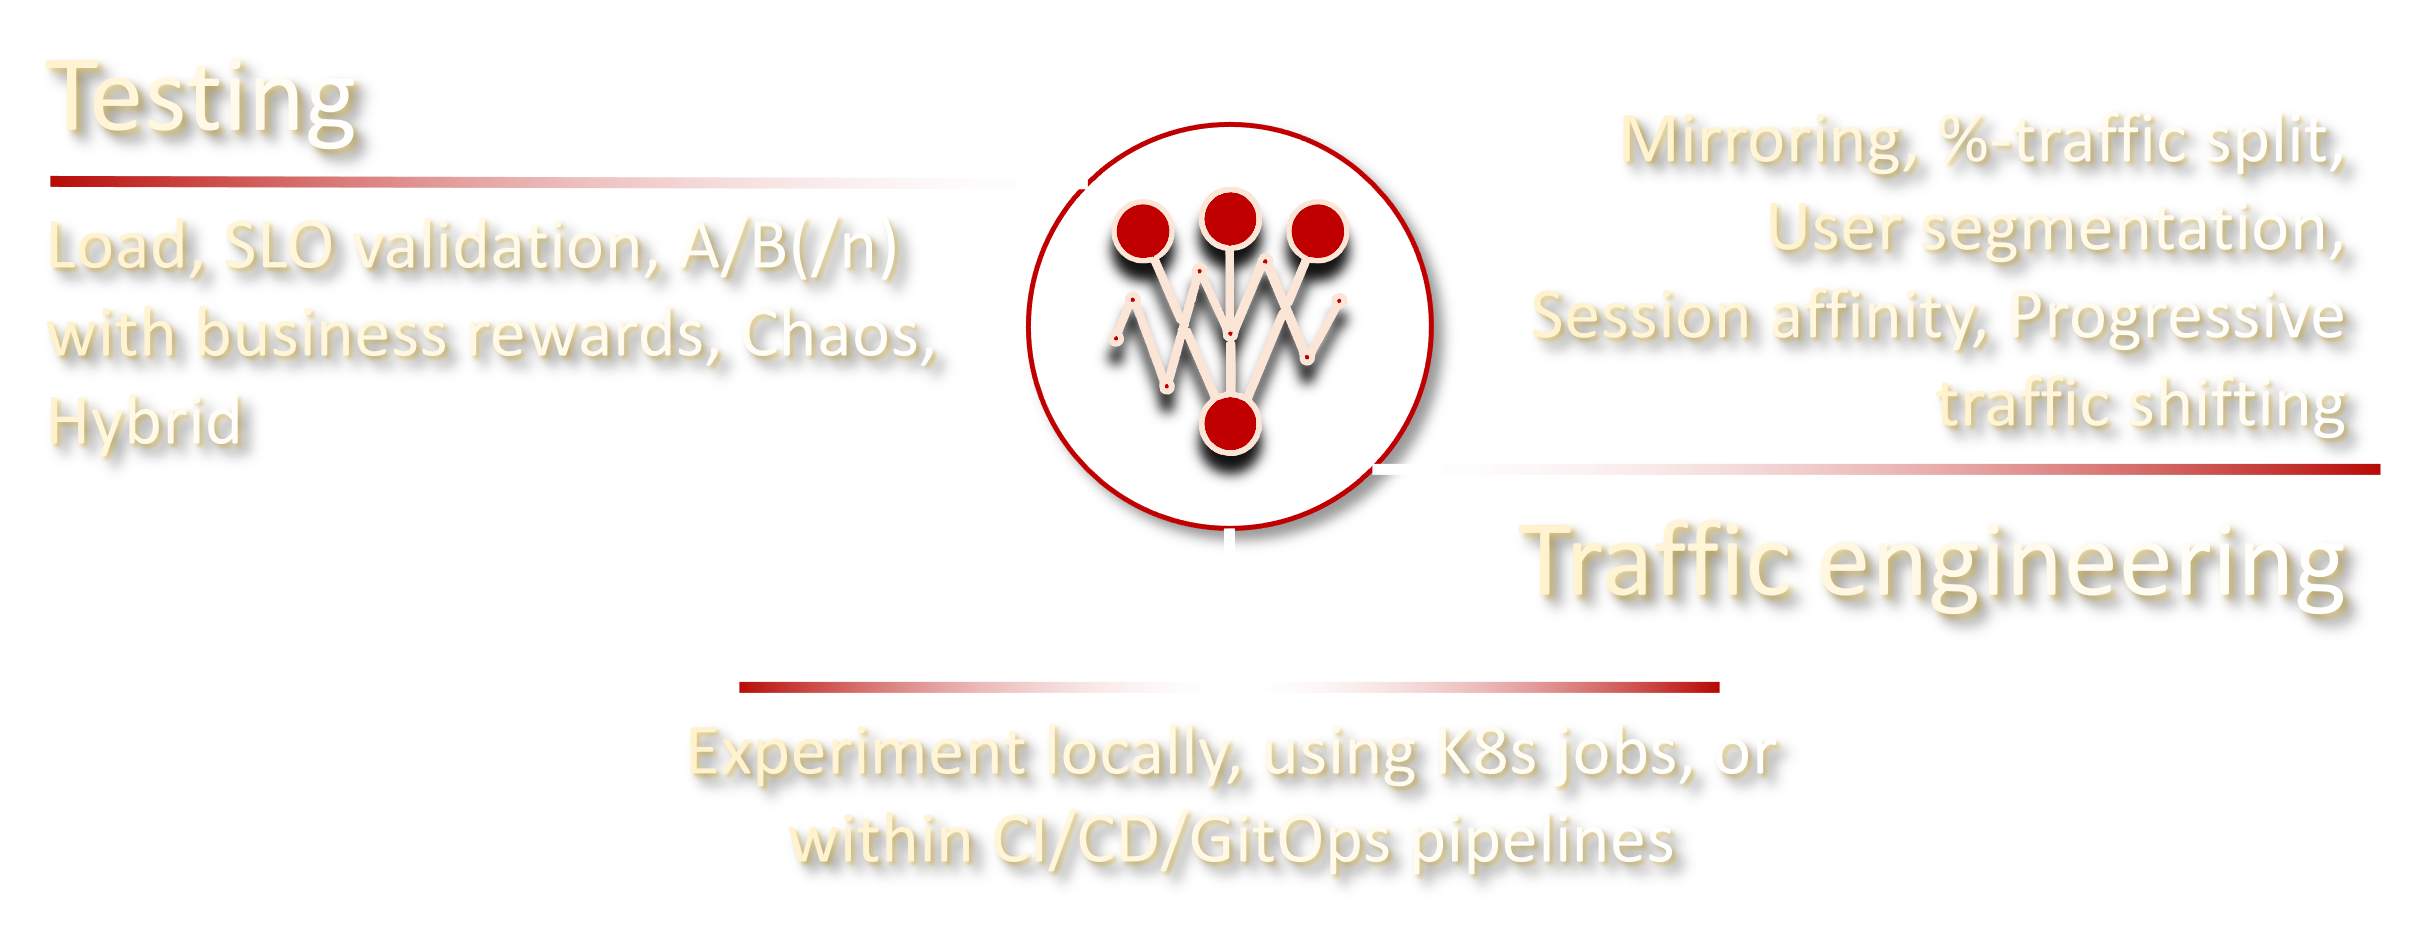 Testing
Load, SLO validation, A/B(/n)
with business rewards, Chaos,
Hybrid
Mirroring, %-traffic split,
User segmentation,
Session affinity, Progressive
traffic shifting
Traffic engineering
Experiment locally, using K8s jobs, or
within CI/CD/GitOps pipelines